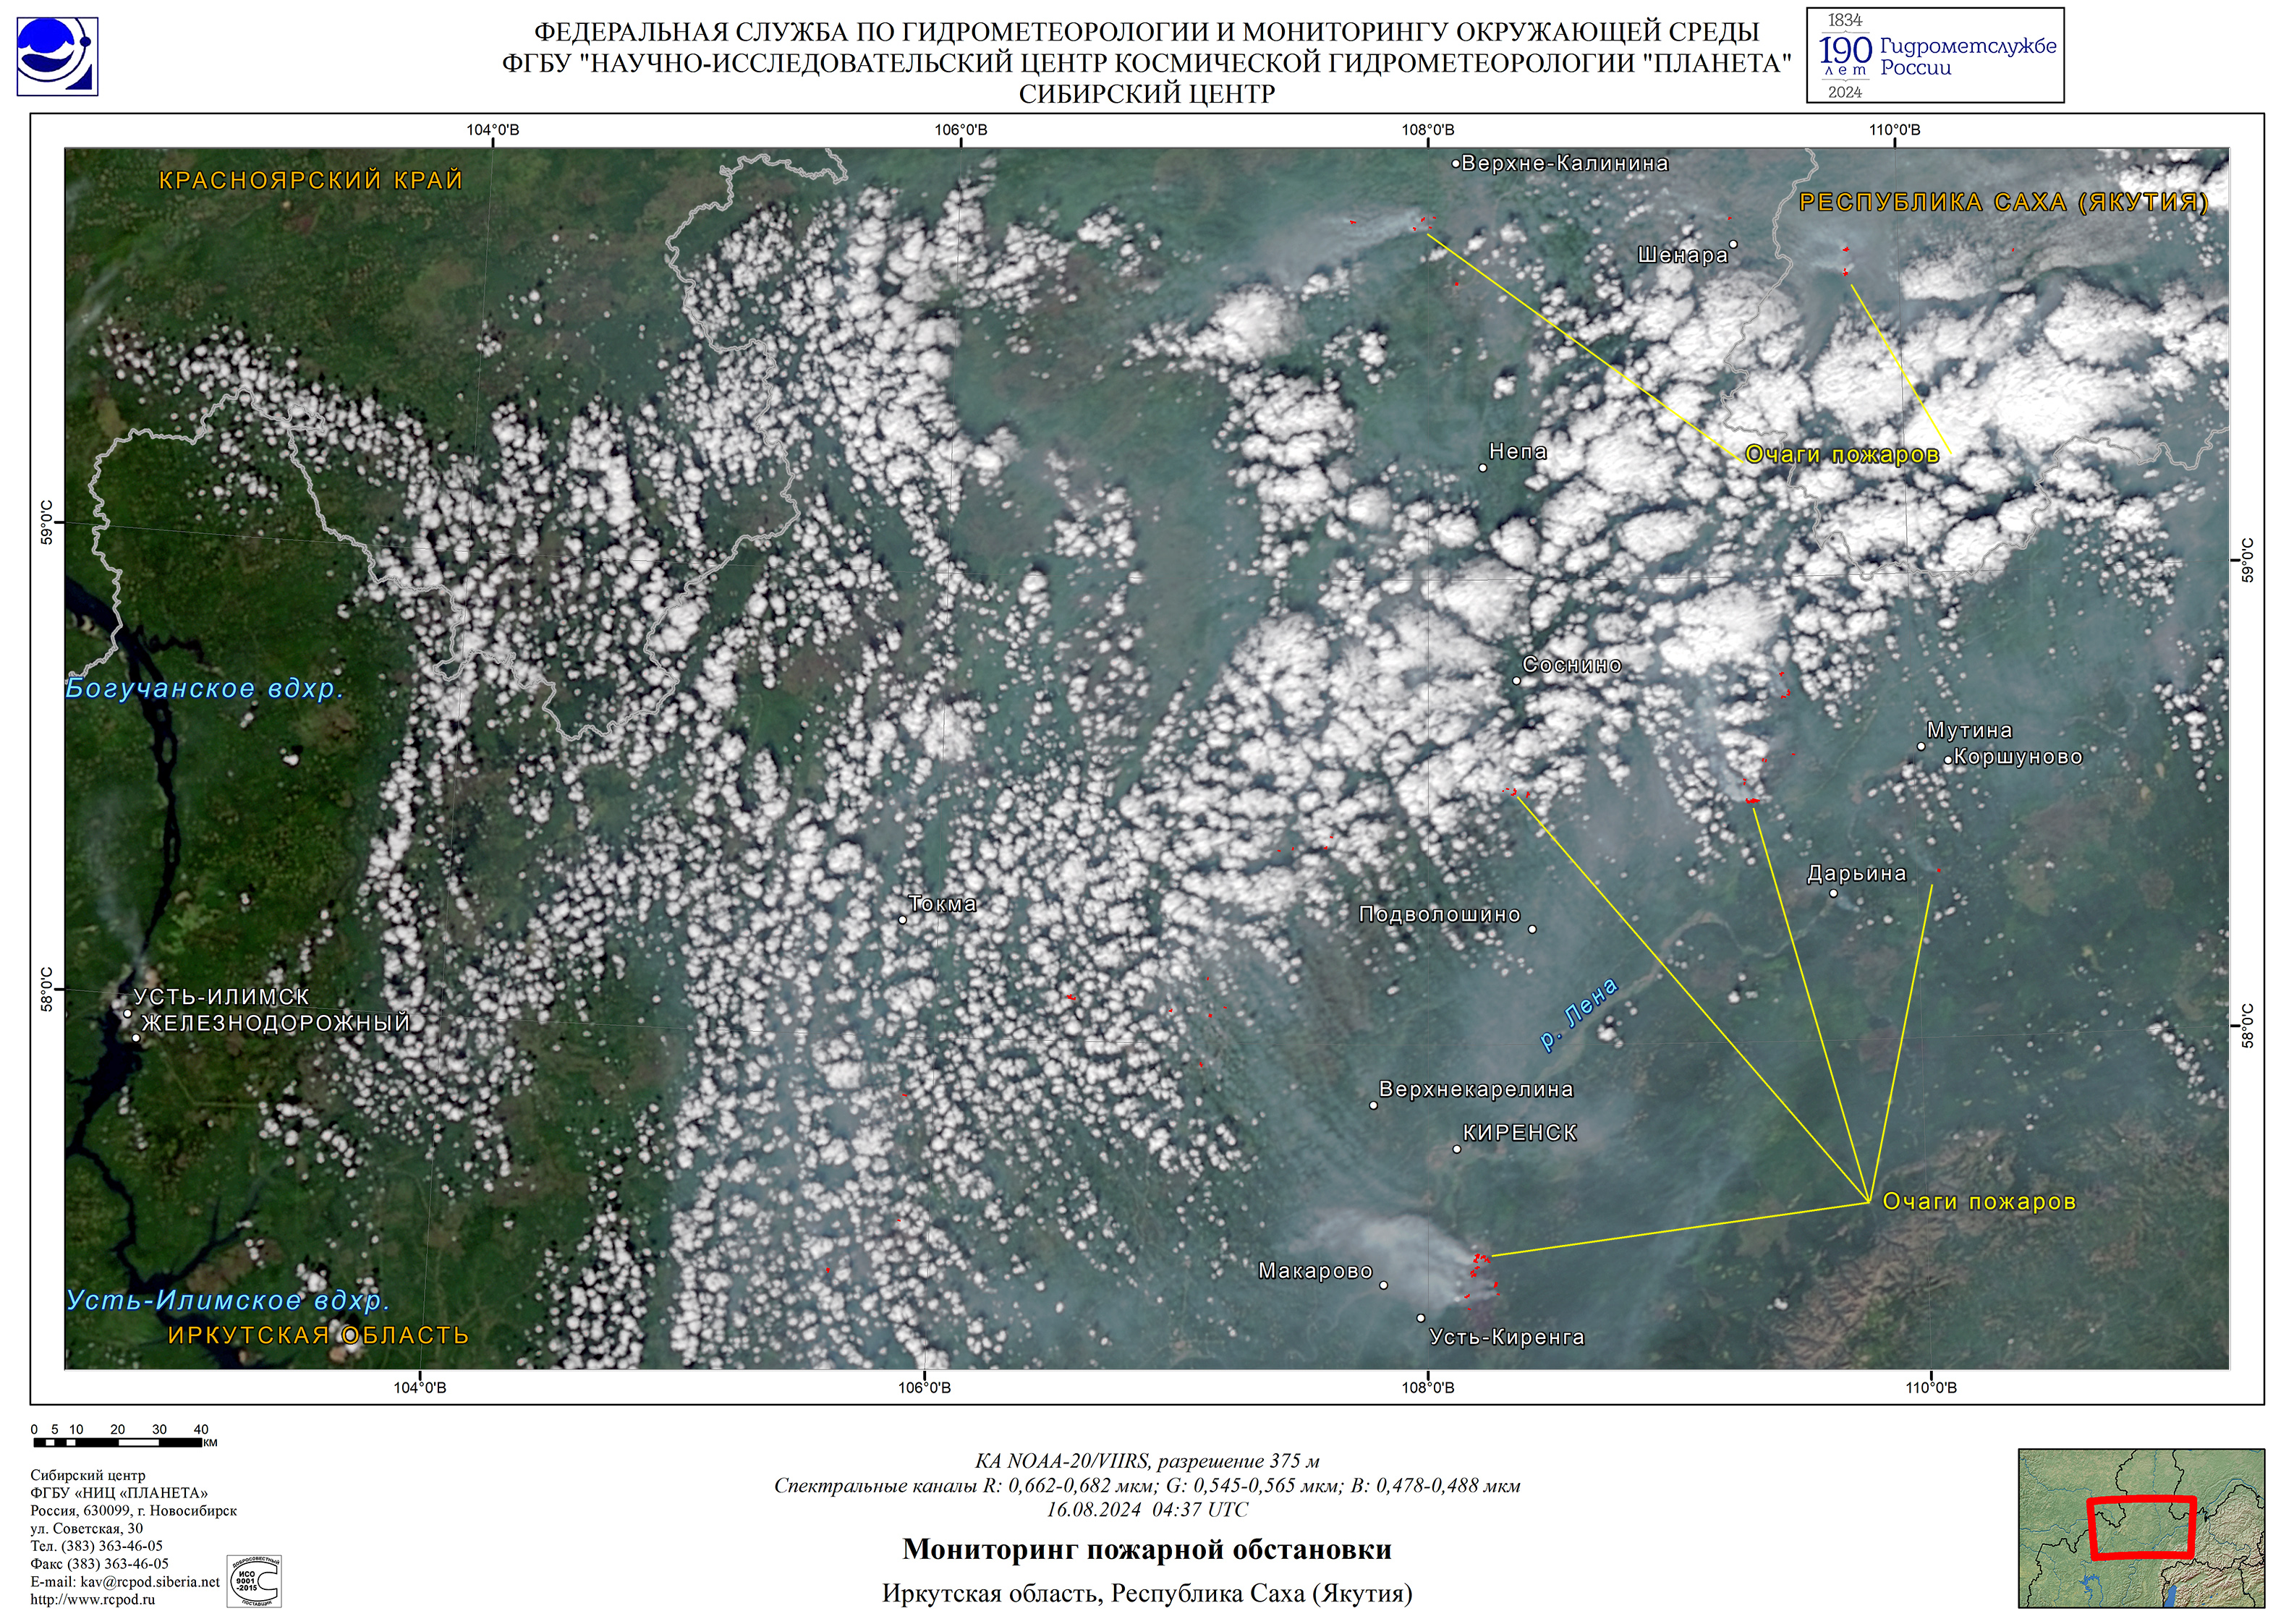 ФЕДЕРАЛЬНАЯ СЛУЖБА ПО ГИДРОМЕТЕОРОЛОГИИ И МОНИТОРИНГУ ОКРУЖАЮЩЕЙ СРЕДЫ
ФГБУ "НАУЧНО-ИССЛЕДОВАТЕЛЬСКИЙ ЦЕНТР КОСМИЧЕСКОЙ ГИДРОМЕТЕОРОЛОГИИ "ПЛАНЕТА"
СИБИРСКИЙ ЦЕНТР
1834
190 Гидрометслужбе
лет России
2024
104°0'В 106°0'В 108°0'В 110°0'В
Верхне-Калинина
КРАСНОЯРСКИЙ КРАЙ
РЕСПУБЛИКА САХА (ЯКУТИЯ)
Шенара
Непа
Очаги пожаров
59°0'С
59°0'С
Соснино
Богучанское вдхр.
Мутина
Коршуново
Дарьина
Токма
Подволошино
58°0'С
58°0'С
УСТЬ-ИЛИМСК
ЖЕЛЕЗНОДОРОЖНЫЙ
р. Лена
Верхнекарелина
КИРЕНСК
Очаги пожаров
Макарово
Усть-Илимское вдхр.
ИРКУТСКАЯ ОБЛАСТЬ
Усть-Киренга
104°0'В 106°0'В 108°0'В 110°0'В
0 5 10 20 30 40
КМ
Сибирский центр
ФГБУ «НИЦ «ПЛАНЕТА»
Россия, 630099, г. Новосибирск
ул. Советская, 30
Тел. (383) 363-46-05
Факс (383) 363-46-05
E-mail: kav@rcpod.siberia.net
http://www.rcpod.ru
ДОБРОСОВЕСТНЫЙ
ИСО
9001
-2015
ПОСТАВЩИК
КА NOAA-20/VIIRS, разрешение 375 м
Спектральные каналы R: 0,662-0,682 мкм; G: 0,545-0,565 мкм; B: 0,478-0,488 мкм
16.08.2024 04:37 UTC
Мониторинг пожарной обстановки
Иркутская область, Республика Саха (Якутия)